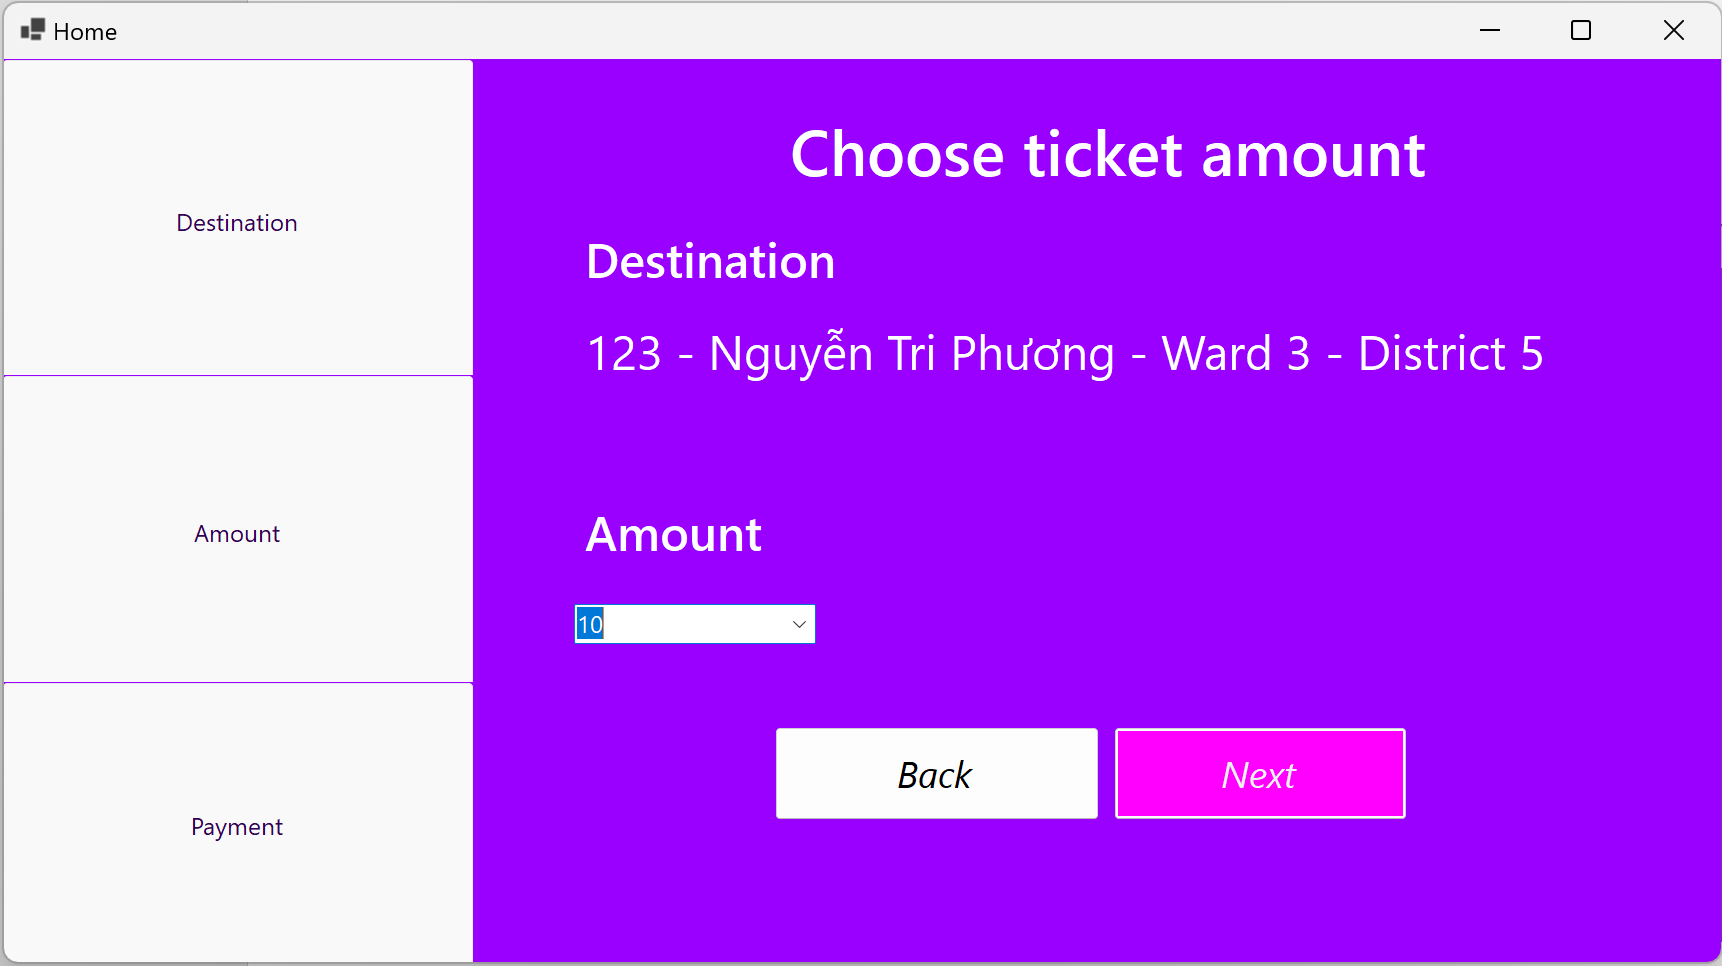 Home
Destination
Amount
Payment
Choose ticket amount
Destination
123 - Nguyễn Tri Phương - Ward 3 - District 5
Amount
10
Back
Next